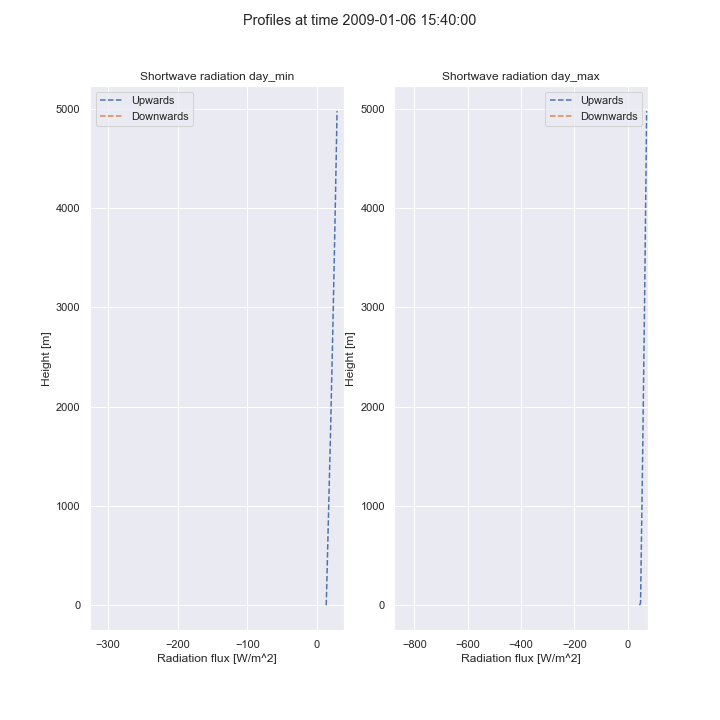 Profiles at time 2009-01-06 15:40:00
Shortwave radiation day_min
Upwards
Downwards
5000
4000
3000
2000
1000
0
Height [m]
−300
−200
−100
0
Radiation flux [W/m^2]
Shortwave radiation day_max
Upwards
Downwards
5000
4000
3000
2000
1000
0
Height [m]
−800
−600
−400
−200
0
Radiation flux [W/m^2]